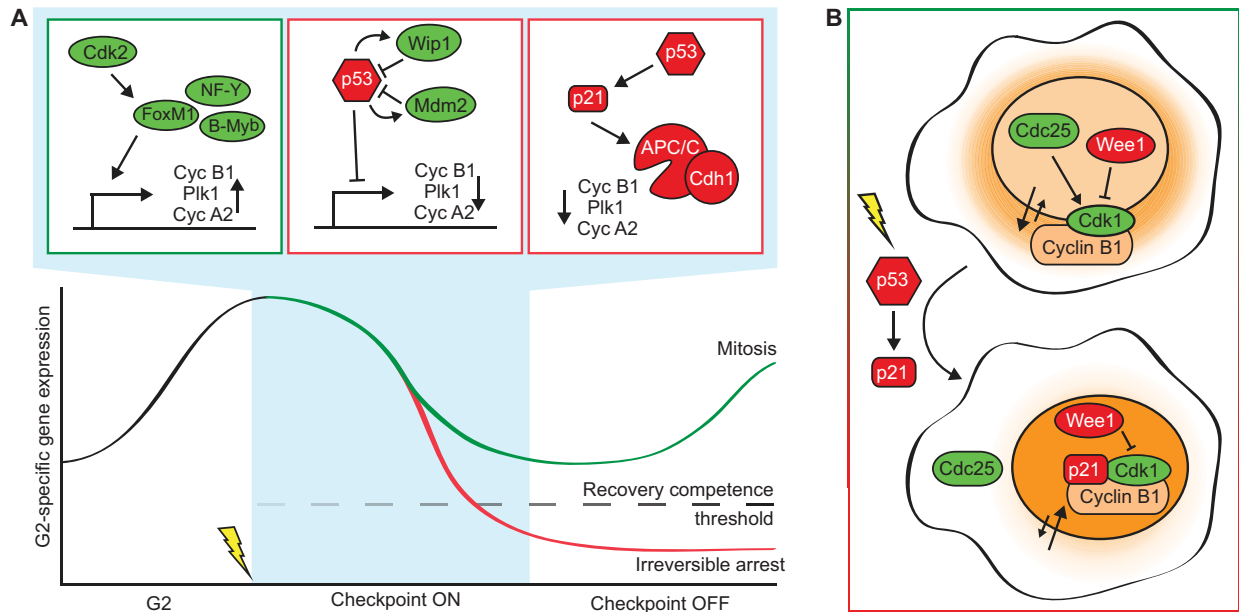 A
Cdk2
FoxM1
NF-Y
B-Myb
Cyc B1
Plk1
Cyc A2
Wip1
p53
Mdm2
Cyc B1
Plk1
Cyc A2
p53
p21
APC/C
Cdh1
Cyc B1
Plk1
Cyc A2
G2-specific gene expression
Mitosis
Recovery competence
threshold
Irreversible arrest
G2
Checkpoint ON
Checkpoint OFF
B
Cdc25
Wee1
Cdk1
Cyclin B1
p53
p21
Wee1
Cdc25
p21
Cdk1
Cyclin B1